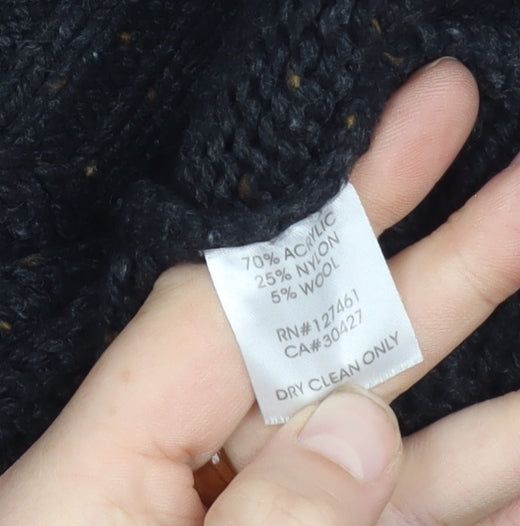 70% ACRYLIC
25% NYLON
5% WOOL
RN#127461
CA#30427
DRY CLEAN ONLY